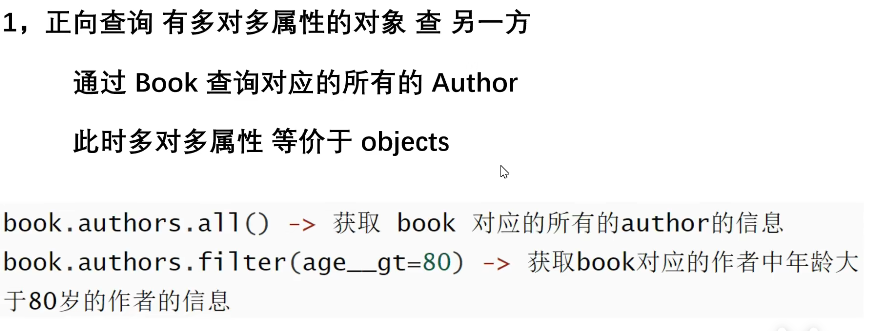 1，正向查询 有多对多属性的对象 查 另一方
通过 Book 查询对应的所有的 Author
此时多对多属性 等价于 objects
book.authors.all() -> 获取 book 对应的所有的author的信息
book.authors.filter(age__gt=80) -> 获取book对应的作者中年龄大
于80岁的作者的信息